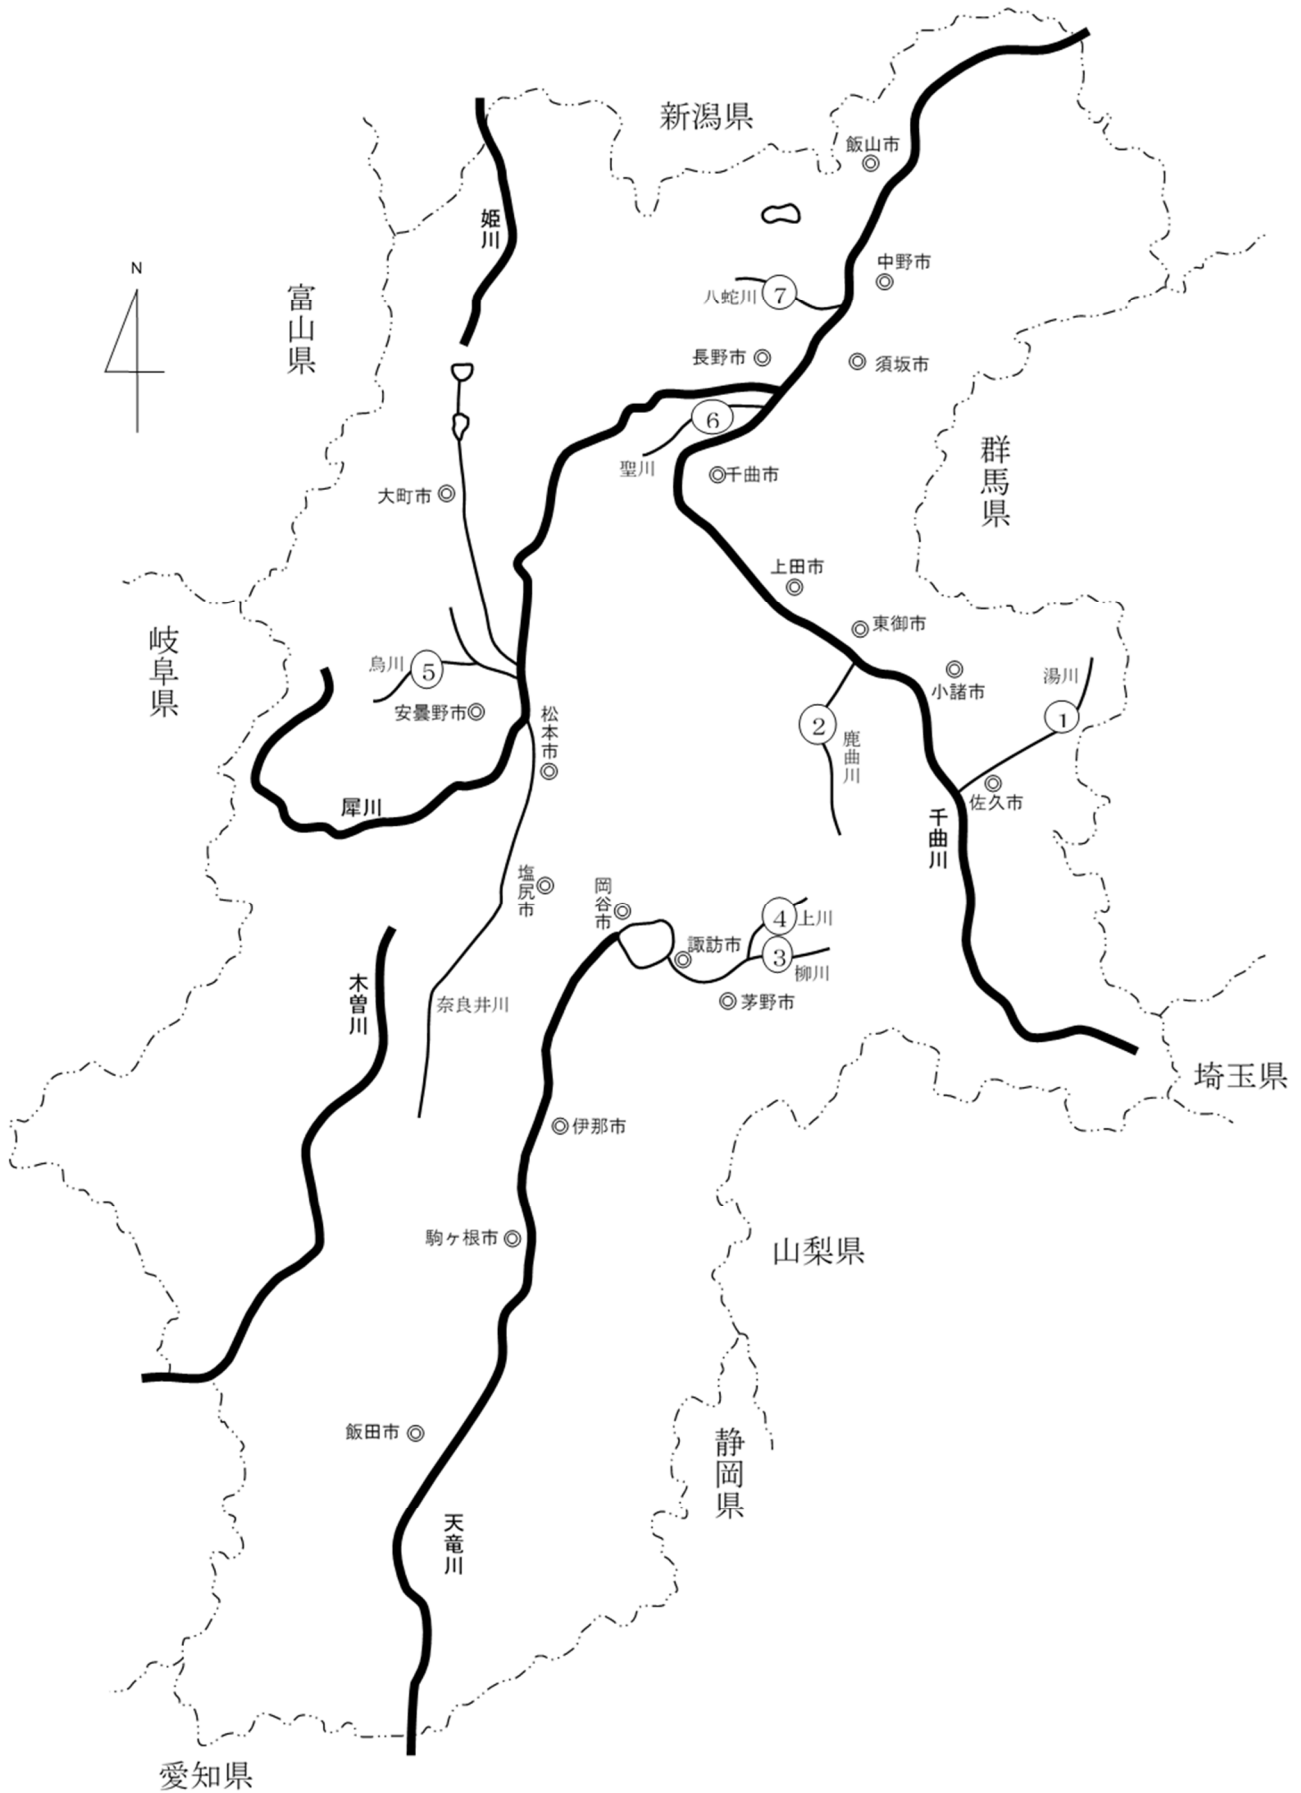 新潟県
飯山市
姫川
中野市
N
富山県
八蛇川
⑦
長野市
須坂市
⑥
聖川
千曲市
群馬県
大町市
上田市
東御市
岐阜県
烏川
⑤
小諸市
湯川
①
安曇野市
松本市
②
鹿曲川
犀川
佐久市
千曲川
塩尻市
岡谷市
④
上川
諏訪市
③
柳川
木曽川
奈良井川
茅野市
埼玉県
伊那市
駒ヶ根市
山梨県
飯田市
静岡県
天竜川
愛知県